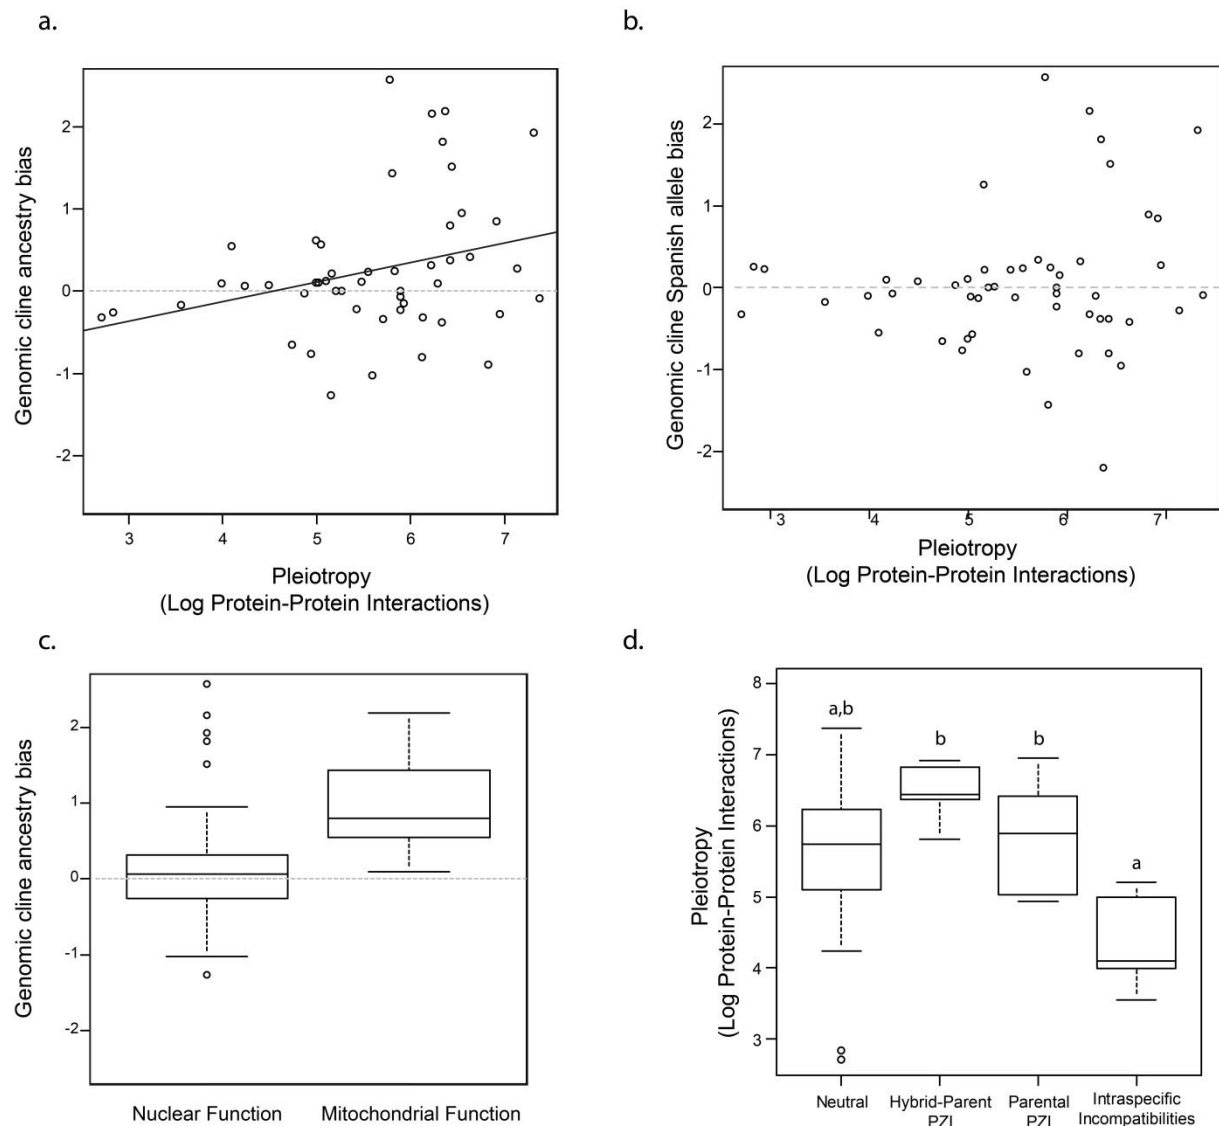 a.
Genomic cline ancestry bias
2
1
0
-1
-2
3 4 5 6 7
Pleiotropy
(Log Protein-Protein Interactions)
b.
Genomic cline Spanish allele bias
2
1
0
-1
-2
3 4 5 6 7
Pleiotropy
(Log Protein-Protein Interactions)
c.
Genomic cline ancestry bias
2
1
0
-1
-2
Nuclear Function Mitochondrial Function
d.
Pleiotropy
(Log Protein-Protein Interactions)
8
7
6
5
4
3
a,b b b a
Neutral Hybrid-Parent Parental Intraspecific
PZI PZI Incompatibilities